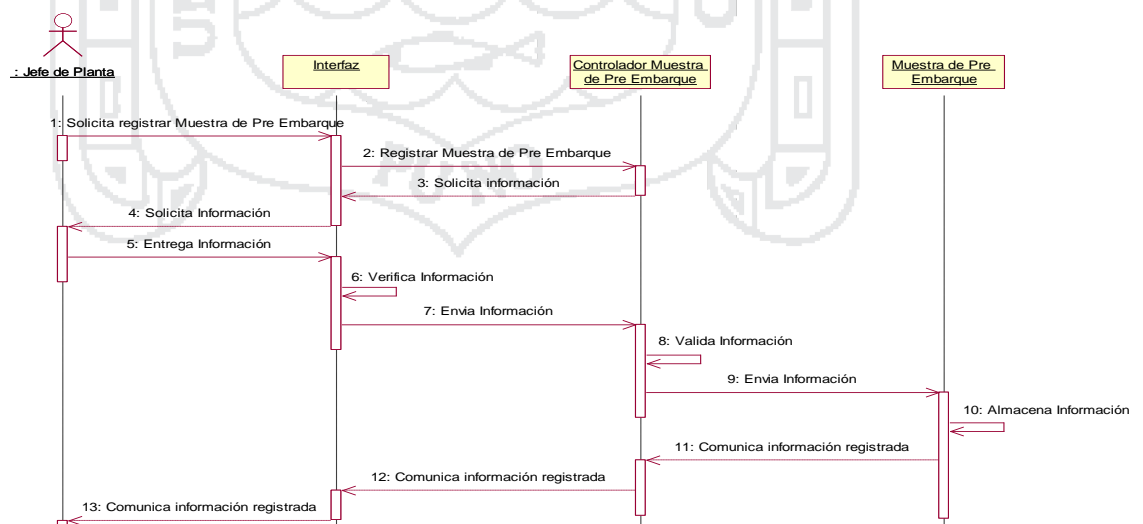 : Jefe de Planta
Interfaz
Controlador Muestra
de Pre Embarque
Muestra de Pre
Embarque
1: Solicita registrar Muestra de Pre Embarque
2: Registrar Muestra de Pre Embarque
3: Solicita información
4: Solicita Información
5: Entrega Información
6: Verifica Información
7: Envia Información
8: Valida Información
9: Envia Información
10: Almacena Información
11: Comunica información registrada
12: Comunica información registrada
13: Comunica información registrada
PUNO